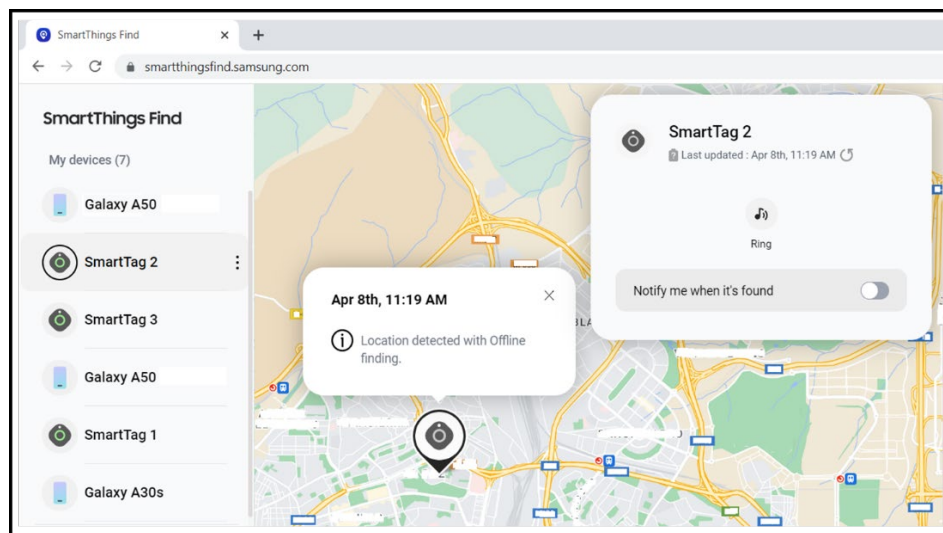 SmartThings Find
smartthingsfind.samsung.com
SmartThings Find
My devices (7)
Galaxy A50
SmartTag 2
SmartTag 3
Galaxy A50
SmartTag 1
Galaxy A30s
Apr 8th, 11:19 AM
Location detected with Offline
finding.
SmartTag 2
Last updated : Apr 8th, 11:19 AM
Ring
Notify me when it's found